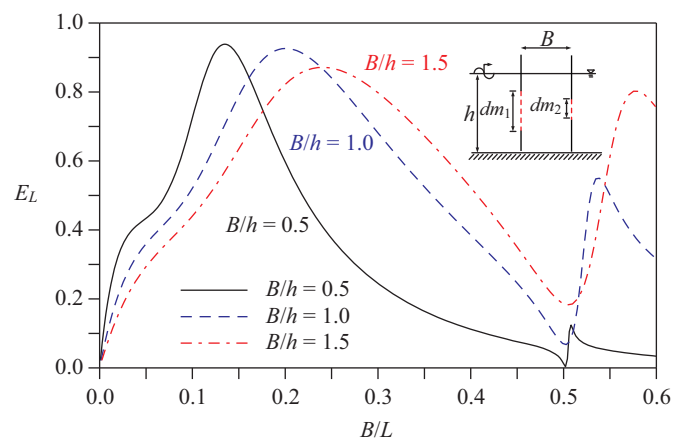 1.0
0.8
0.6
0.4
0.2
0.0
E_L
0.0 0.1 0.2 0.3 0.4 0.5 0.6
B/L
B/h = 1.5
B/h = 1.0
B/h = 0.5
B/h = 0.5
B/h = 1.0
B/h = 1.5
B
h
dm₁
dm₂